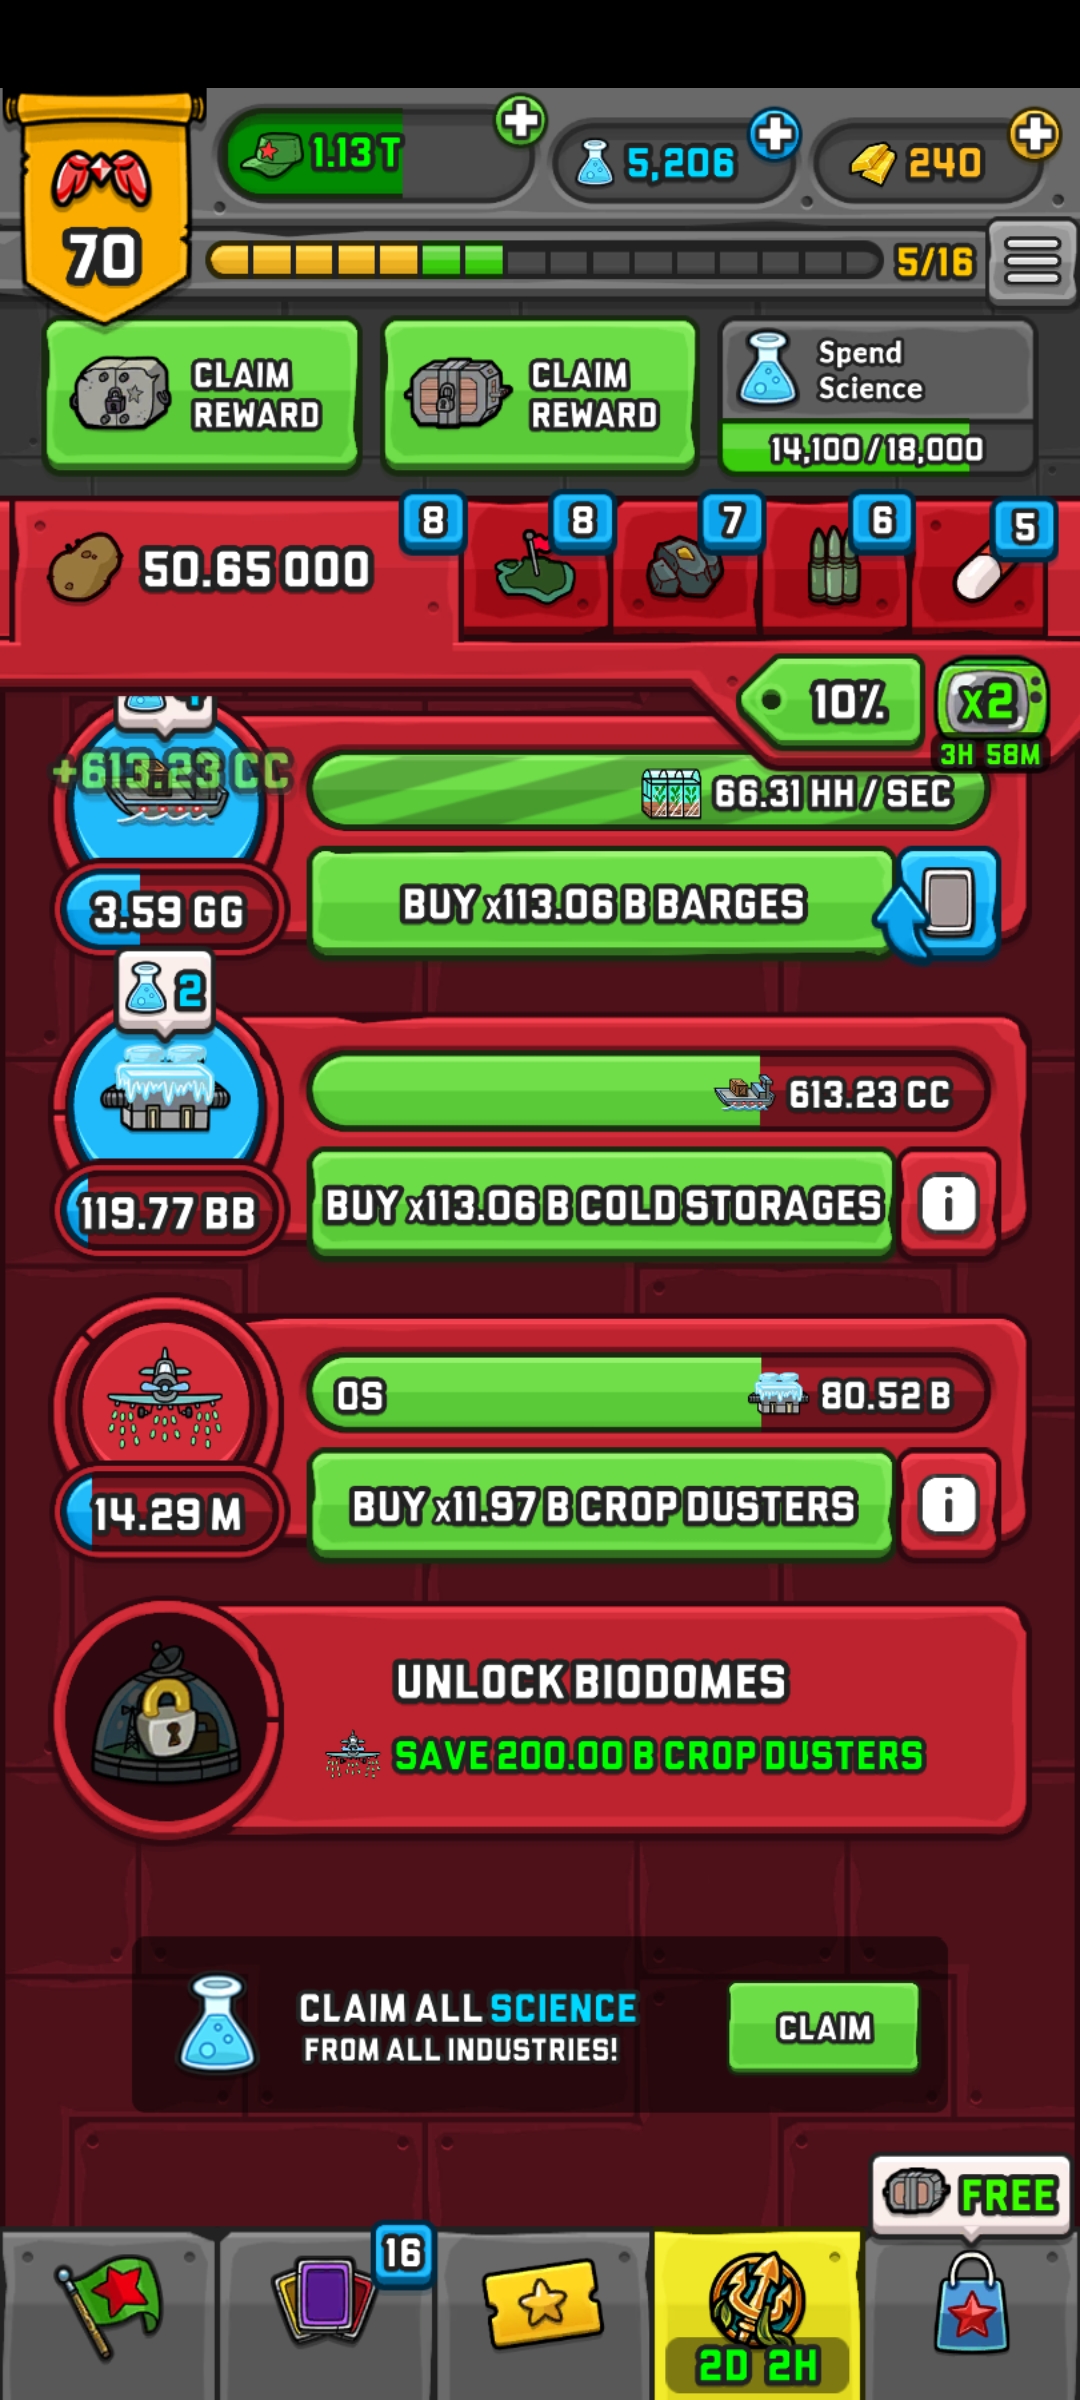 1.13 T
5,206
240
70
5/16
CLAIM
REWARD
CLAIM
REWARD
Spend
Science
14,100 / 18,000
50.65 000
8
8
7
6
5
10%
x2
3H 58M
+613.23 CC
66.31 HH / SEC
3.59 GG
BUY x113.06 B BARGES
2
613.23 CC
119.77 BB
BUY x113.06 B COLD STORAGES
i
0S
80.52 B
14.29 M
BUY x11.97 B CROP DUSTERS
i
UNLOCK BIODOMES
SAVE 200.00 B CROP DUSTERS
CLAIM ALL SCIENCE
FROM ALL INDUSTRIES!
CLAIM
FREE
16
2D 2H